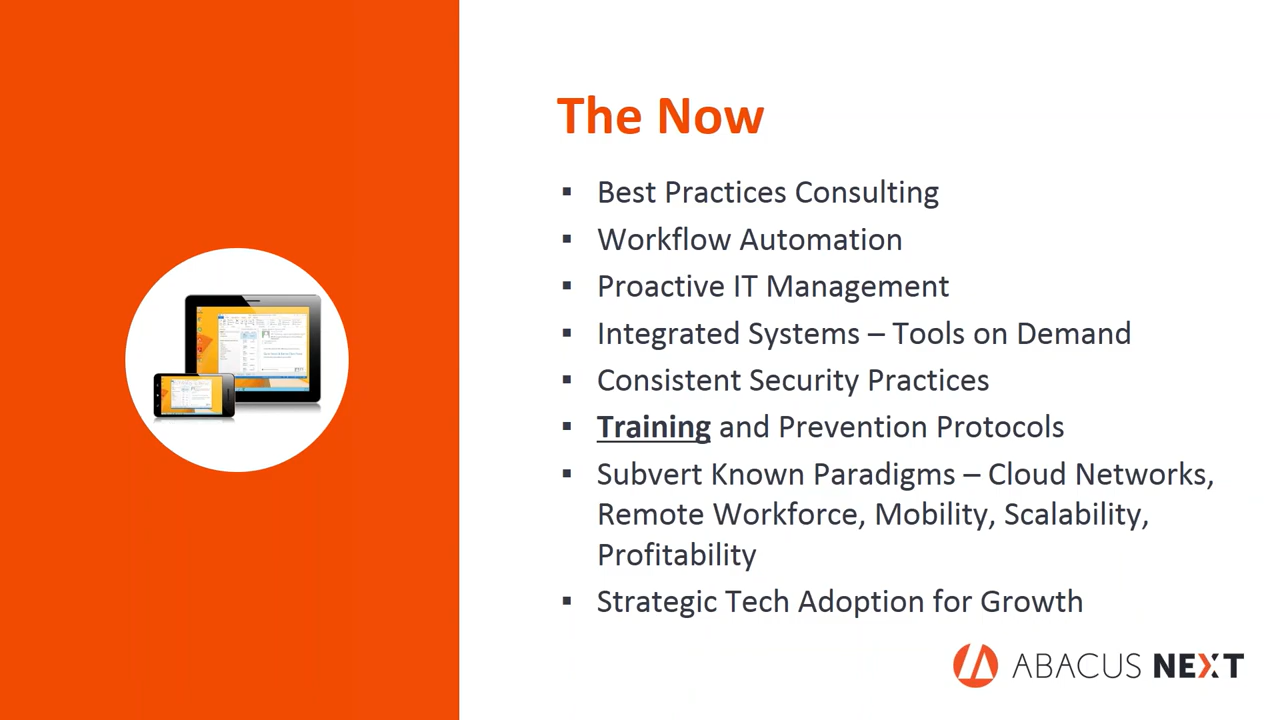 The Now
▪ Best Practices Consulting
▪ Workflow Automation
▪ Proactive IT Management
▪ Integrated Systems – Tools on Demand
▪ Consistent Security Practices
▪ Training and Prevention Protocols
▪ Subvert Known Paradigms – Cloud Networks,
Remote Workforce, Mobility, Scalability,
Profitability
▪ Strategic Tech Adoption for Growth
ABACUS NEXT